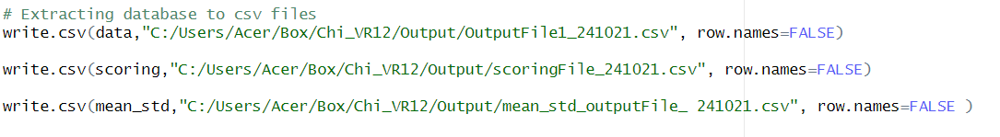 # Extracting database to csv files
write.csv(data,"C:/Users/Acer/Box/Chi_VR12/Output/OutputFile1_241021.csv", row.names=FALSE)
write.csv(scoring,"C:/Users/Acer/Box/Chi_VR12/Output/scoringFile_241021.csv", row.names=FALSE)
write.csv(mean_std,"C:/Users/Acer/Box/Chi_VR12/Output/mean_std_outputFile_ 241021.csv", row.names=FALSE )